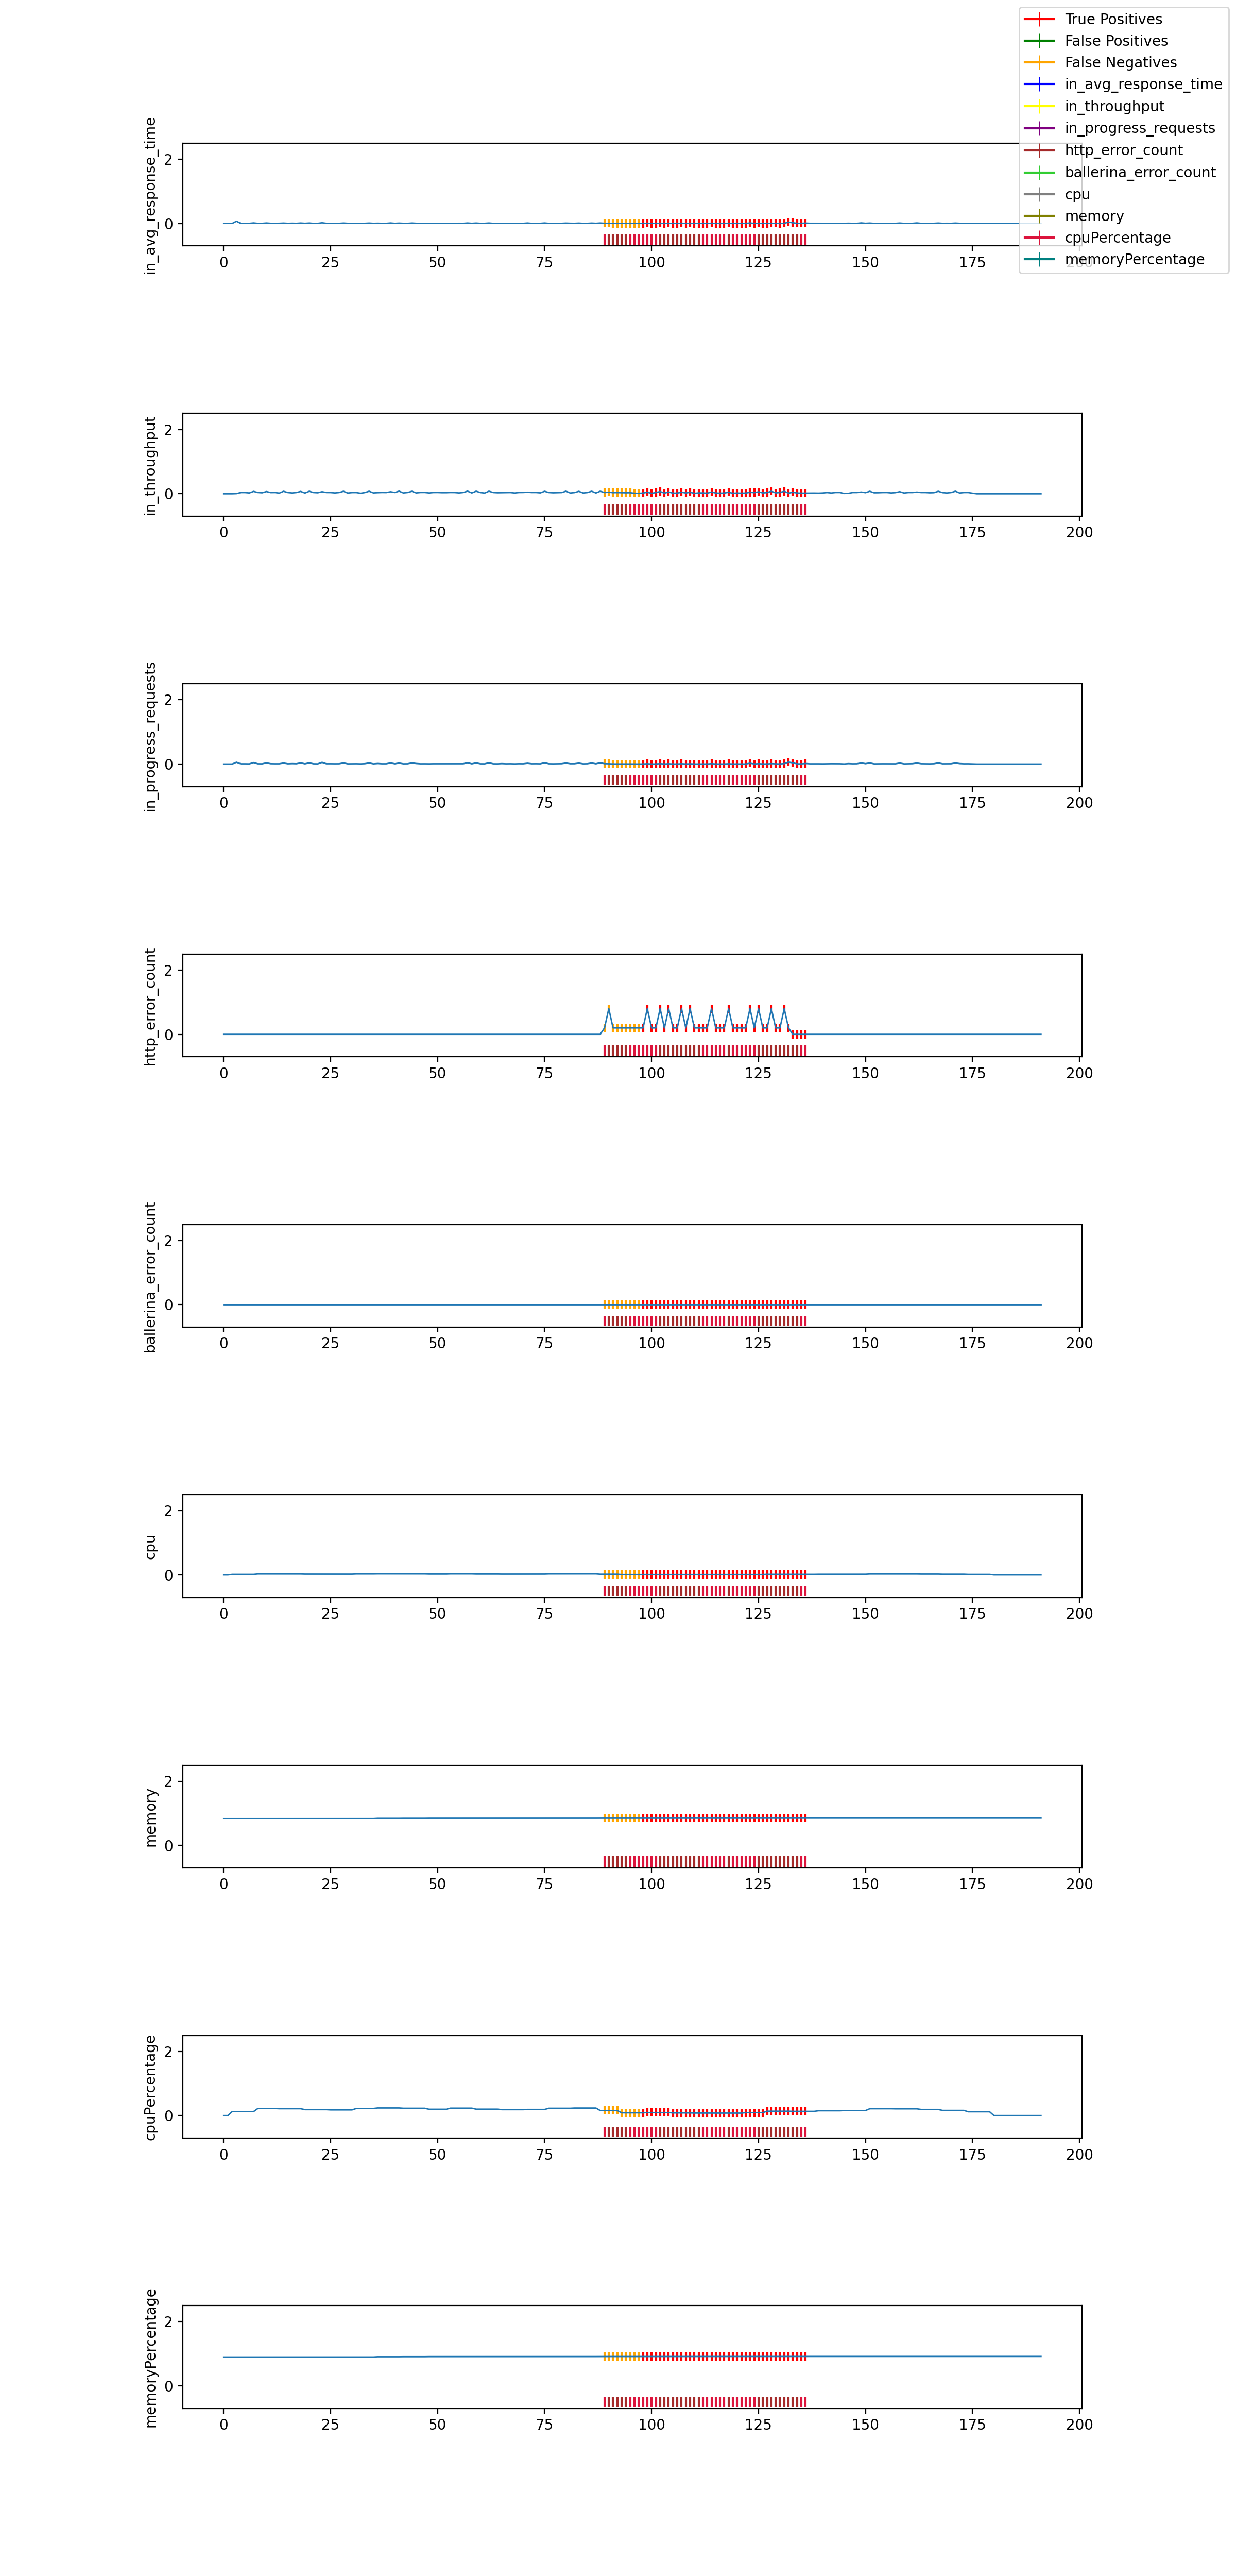 True Positives
False Positives
False Negatives
in_avg_response_time
in_throughput
in_progress_requests
http_error_count
ballerina_error_count
cpu
memory
cpuPercentage
memoryPercentage
in_avg_response_time
2
0
0 25 50 75 100 125 150 175 200
in_throughput
2
0
0 25 50 75 100 125 150 175 200
in_progress_requests
2
0
0 25 50 75 100 125 150 175 200
http_error_count
2
0
0 25 50 75 100 125 150 175 200
ballerina_error_count
2
0
0 25 50 75 100 125 150 175 200
cpu
2
0
0 25 50 75 100 125 150 175 200
memory
2
0
0 25 50 75 100 125 150 175 200
cpuPercentage
2
0
0 25 50 75 100 125 150 175 200
memoryPercentage
2
0
0 25 50 75 100 125 150 175 200